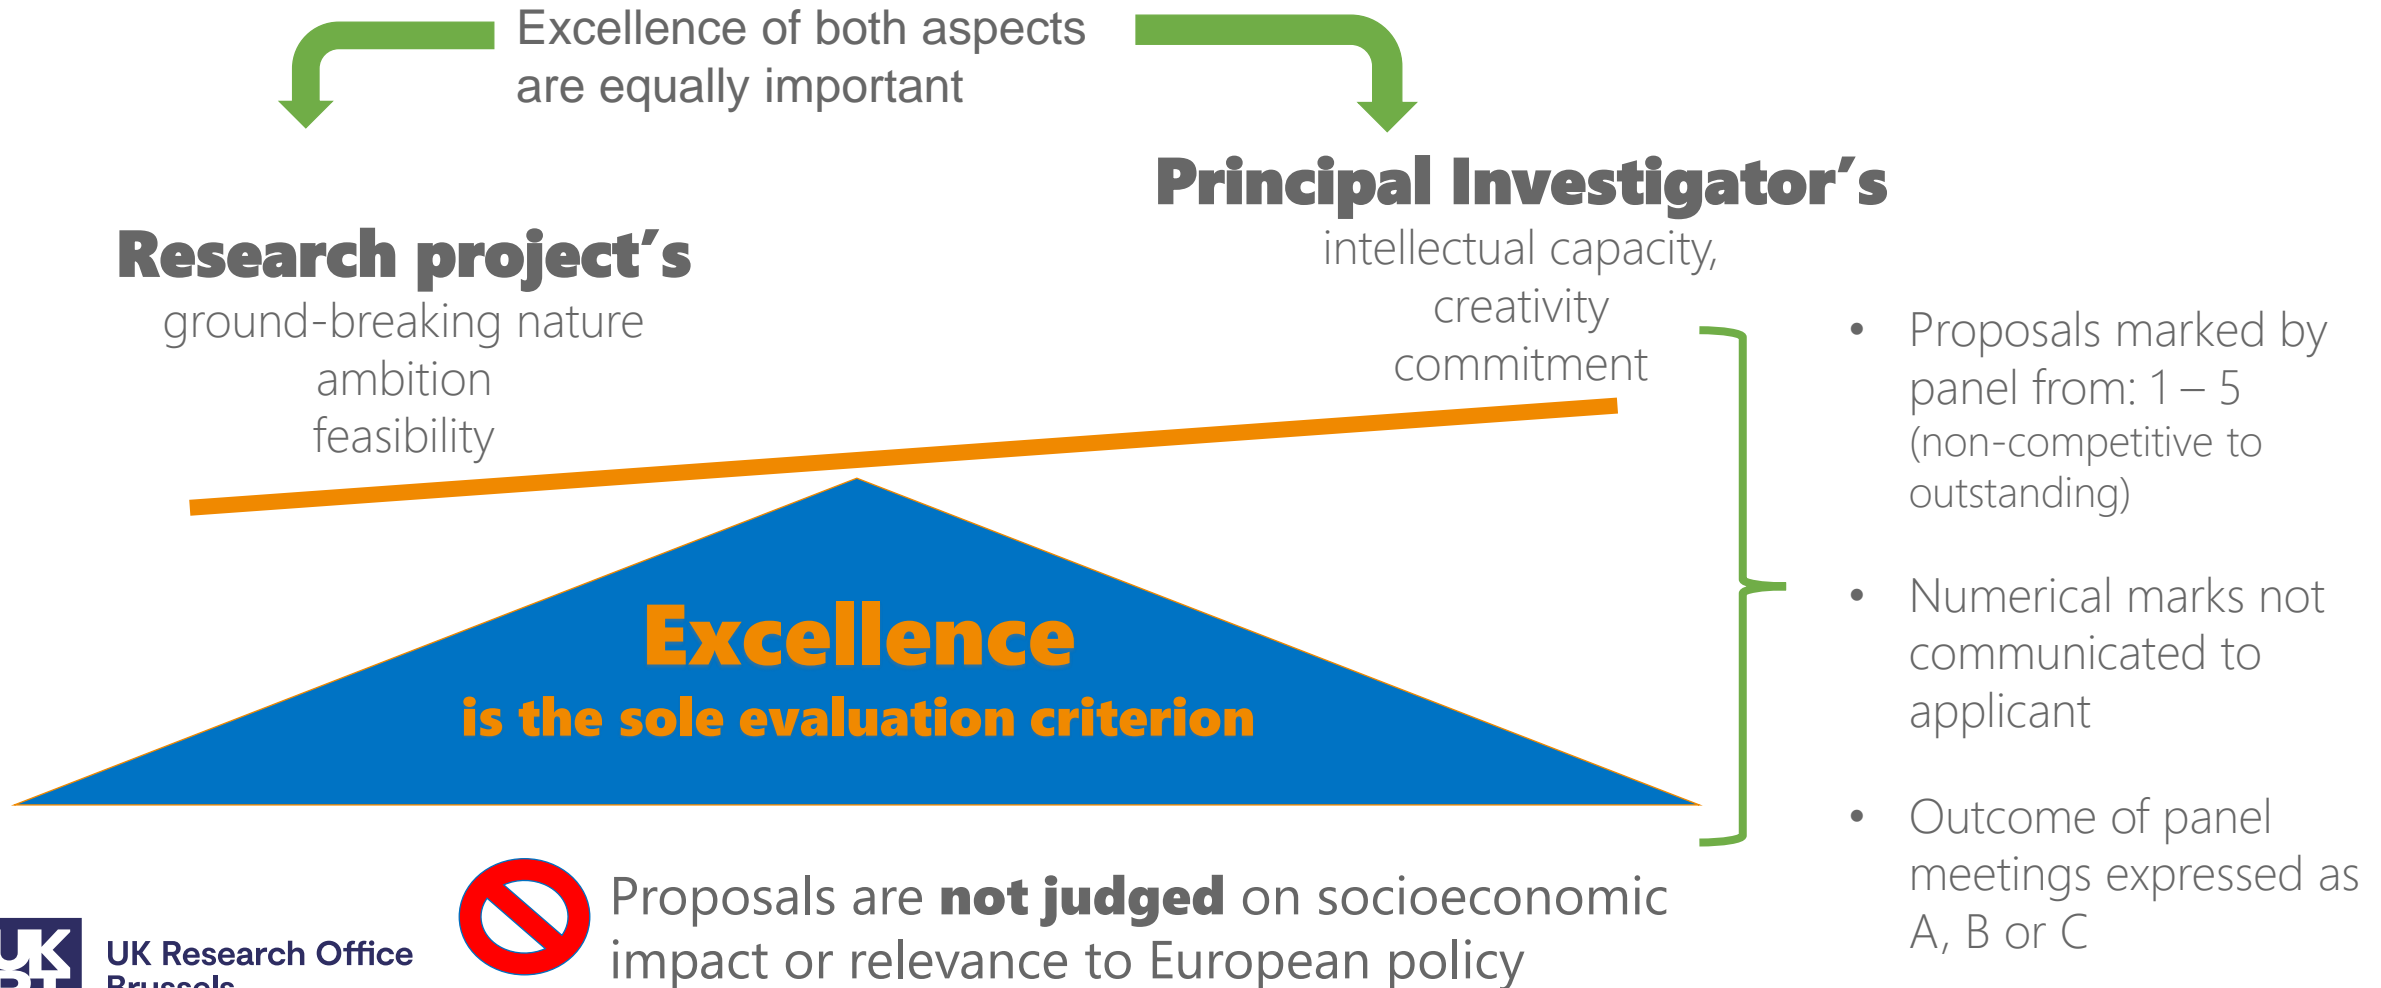 Excellence of both aspects
are equally important
Research project’s
ground-breaking nature
ambition
feasibility
Principal Investigator’s
intellectual capacity,
creativity
commitment
• Proposals marked by
panel from: 1 – 5
(non-competitive to
outstanding)
• Numerical marks not
communicated to
applicant
• Outcome of panel
meetings expressed as
A, B or C
Excellence
is the sole evaluation criterion
Proposals are not judged on socioeconomic
impact or relevance to European policy
UK
RI
UK Research Office
Brussels